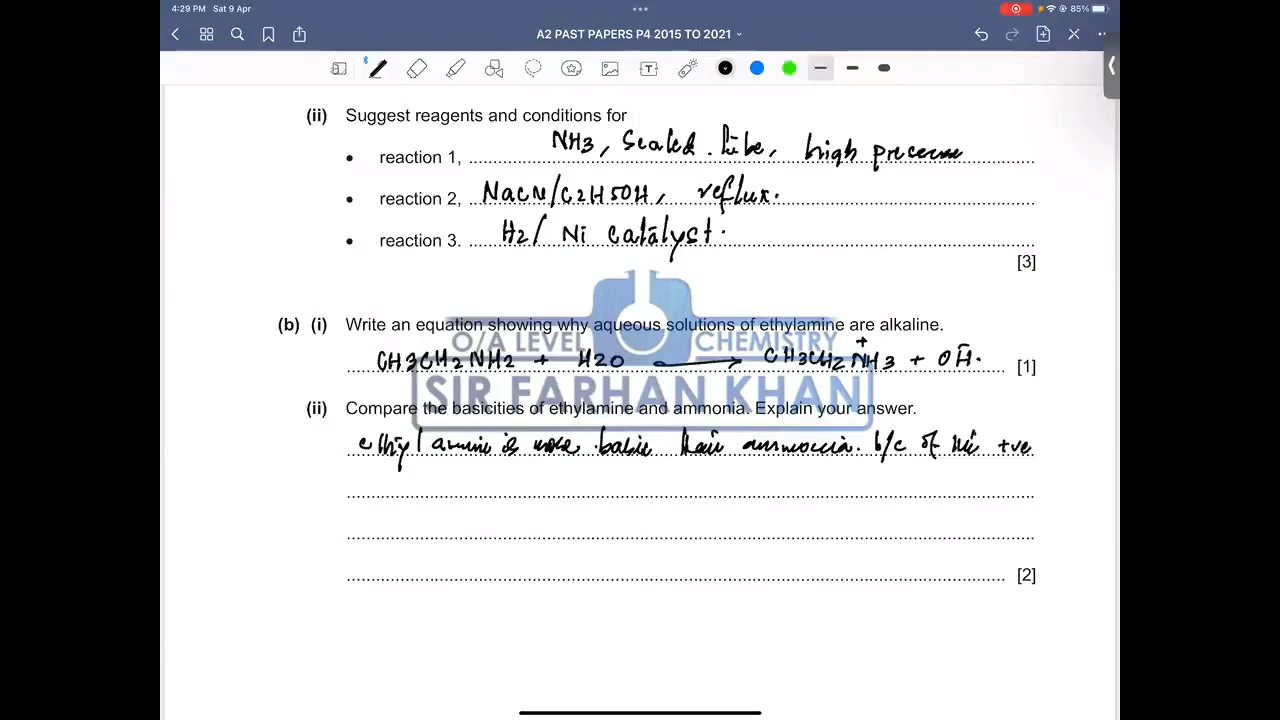 4:29 PM Sat 9 Apr
85%
A2 PAST PAPERS P4 2015 TO 2021
(ii) Suggest reagents and conditions for
• reaction 1, NH3, Sealed tube, high pressure
• reaction 2, NaCN/C2H5OH, reflux.
• reaction 3. H2/ Ni catalyst.
[3]
(b) (i) Write an equation showing why aqueous solutions of ethylamine are alkaline.
O/A LEVEL CHEMISTRY
CH3CH2NH2 + H2O → CH3CH2N⁺H3 + OH⁻. [1]
SIR FARHAN KHAN
(ii) Compare the basicities of ethylamine and ammonia. Explain your answer.
ethyl amine is more basic than ammonia. b/c of the +ve
[2]